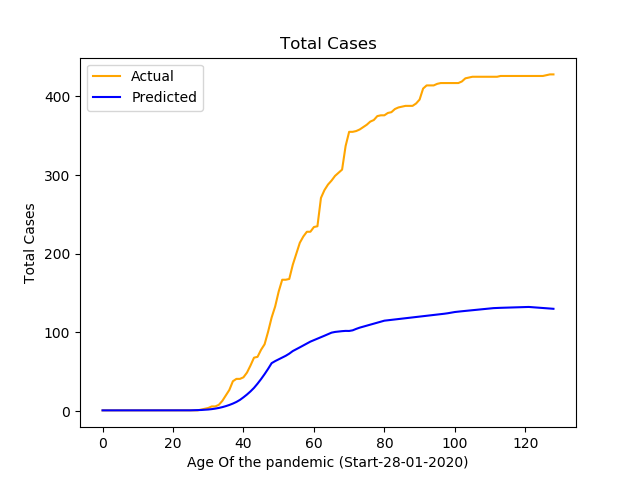 Total Cases
Actual
Predicted
Total Cases
400
300
200
100
0
0 20 40 60 80 100 120
Age Of the pandemic (Start-28-01-2020)